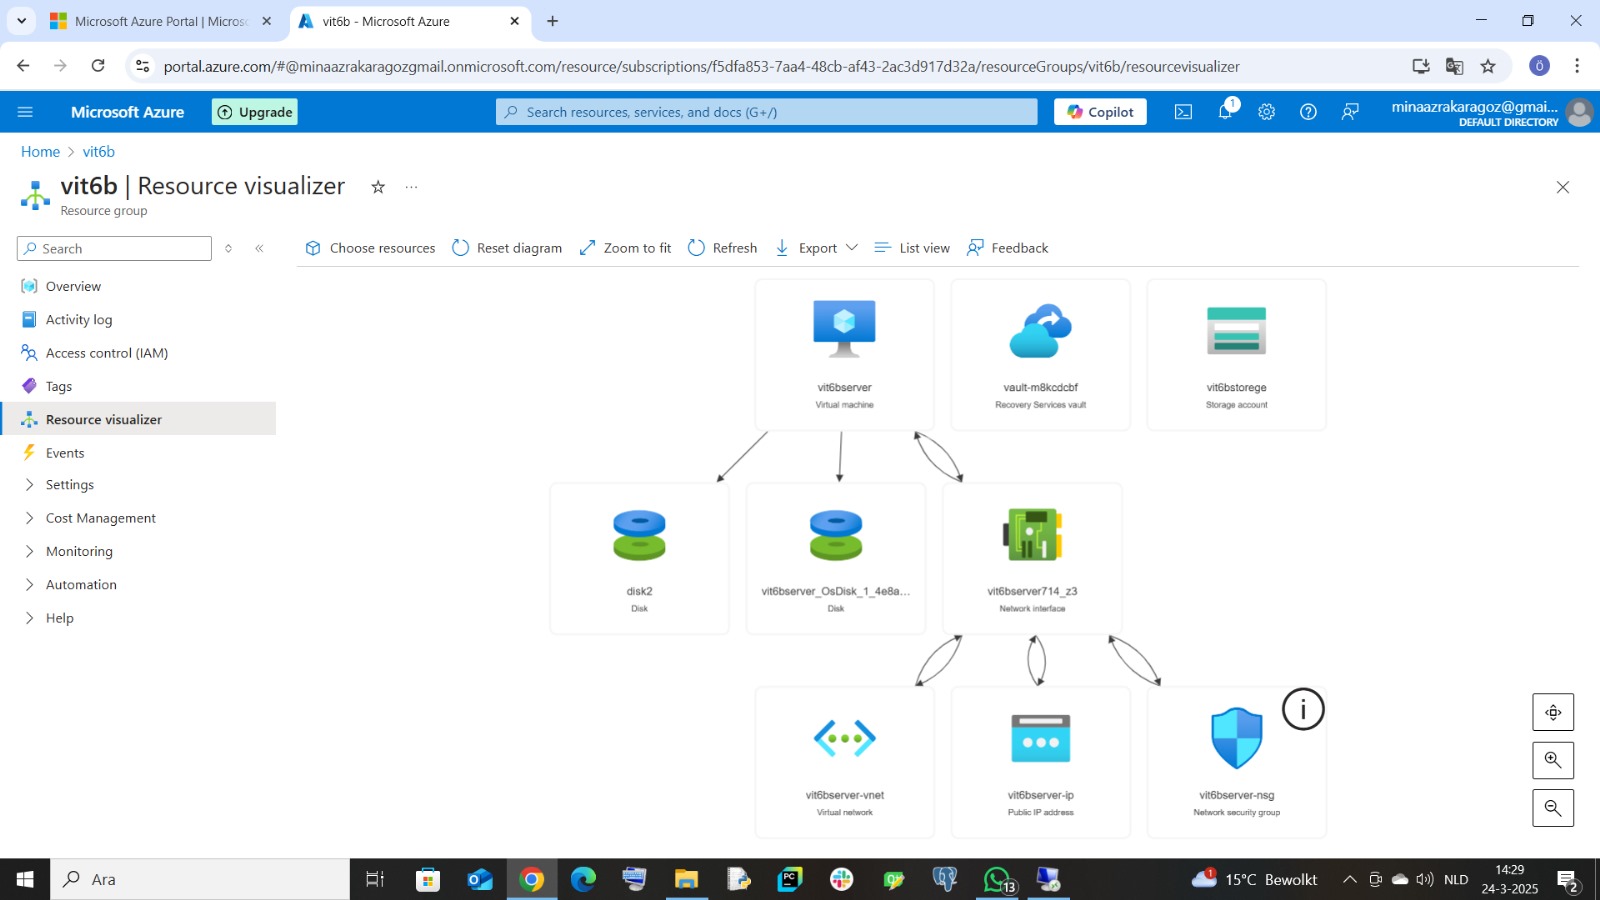 Microsoft Azure Portal | Micros
vit6b - Microsoft Azure
portal.azure.com/#@minaazrakaragozgmail.onmicrosoft.com/resource/subscriptions/f5dfa853-7aa4-48cb-af43-2ac3d917d32a/resourceGroups/vit6b/resourcevisualizer
ö
Microsoft Azure
Upgrade
Search resources, services, and docs (G+/)
Copilot
1
minaazrakaragoz@gmai...
DEFAULT DIRECTORY
Home > vit6b
vit6b | Resource visualizer
Resource group
Search
Choose resources
Reset diagram
Zoom to fit
Refresh
Export
List view
Feedback
Overview
Activity log
Access control (IAM)
Tags
Resource visualizer
Events
Settings
Cost Management
Monitoring
Automation
Help
vit6bserver
Virtual machine
vault-m8kcdcbf
Recovery Services vault
vit6bstorege
Storage account
disk2
Disk
vit6bserver_OsDisk_1_4e8a...
Disk
vit6bserver714_z3
Network interface
vit6bserver-vnet
Virtual network
vit6bserver-ip
Public IP address
vit6bserver-nsg
Network security group
i
Ara
PC
13
1
15°C Bewolkt
NLD
14:29
24-3-2025
2